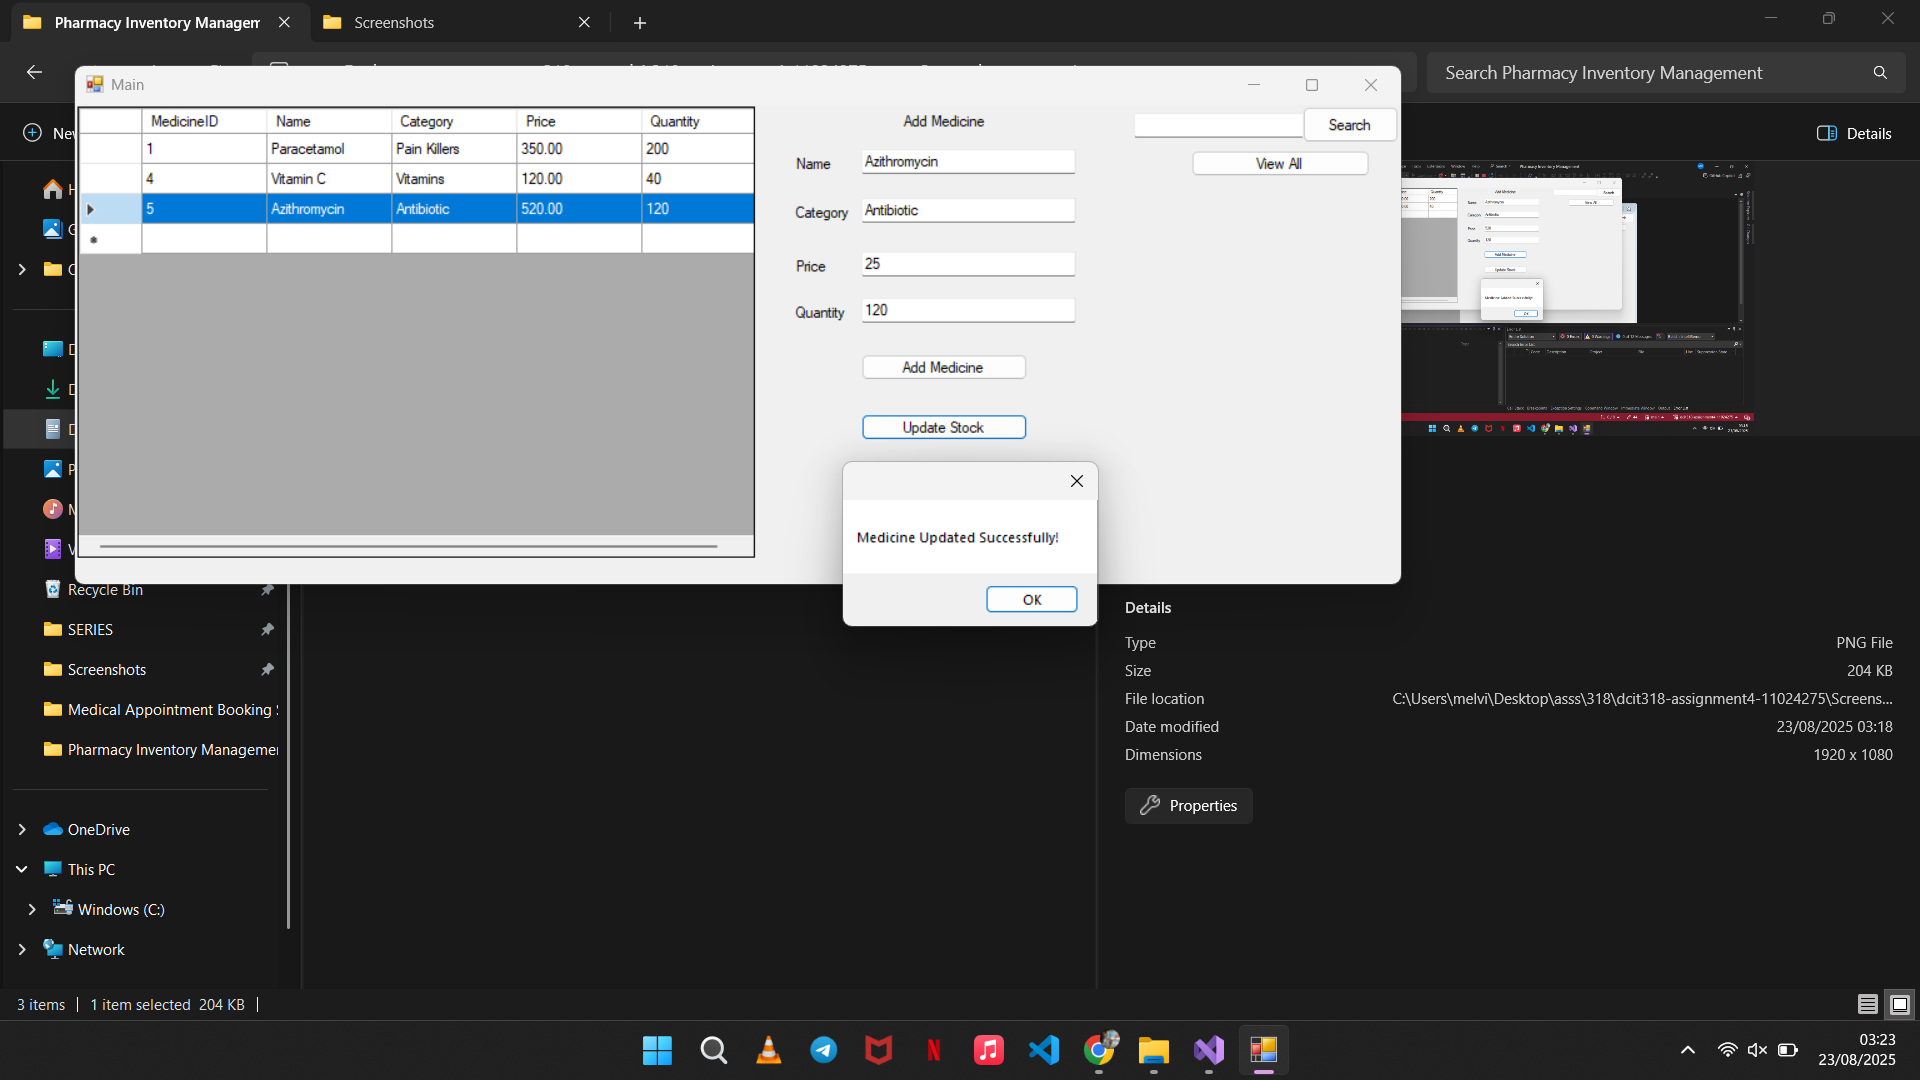 Pharmacy Inventory Managem
Screenshots
Search Pharmacy Inventory Management
Main
Details
MedicineID Name Category Price Quantity
1 Paracetamol Pain Killers 350.00 200
4 Vitamin C Vitamins 120.00 40
5 Azithromycin Antibiotic 520.00 120
Add Medicine
Name Azithromycin
Category Antibiotic
Price 25
Quantity 120
Add Medicine
Update Stock
Search
View All
Medicine Updated Successfully!
OK
Recycle Bin
SERIES
Screenshots
Medical Appointment Booking
Pharmacy Inventory Managemen
OneDrive
This PC
Windows (C:)
Network
Details
Type PNG File
Size 204 KB
File location C:\Users\melvi\Desktop\asss\318\dcit318-assignment4-11024275\Screens...
Date modified 23/08/2025 03:18
Dimensions 1920 x 1080
Properties
3 items 1 item selected 204 KB
03:23
23/08/2025